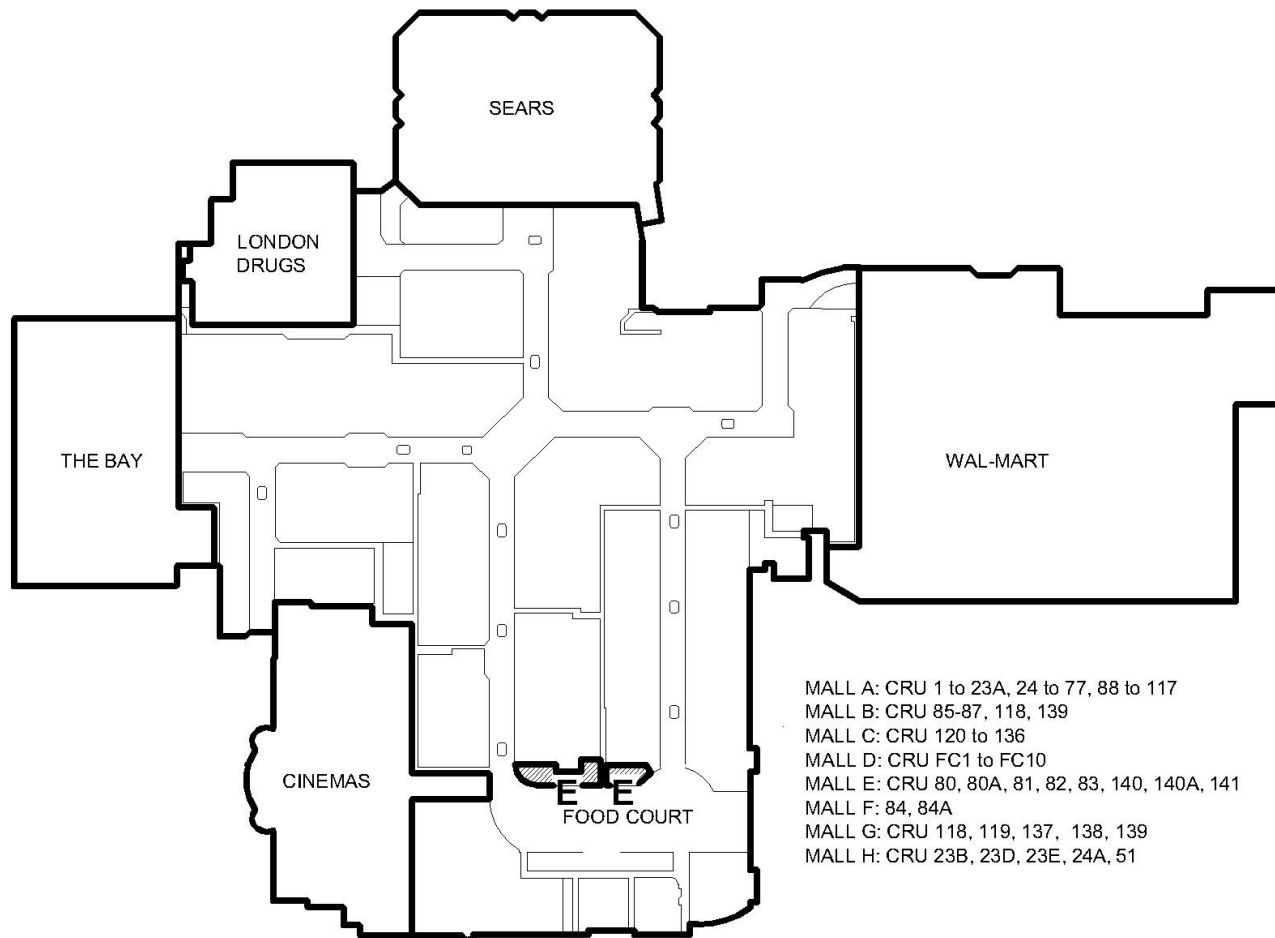 SEARS
LONDON
DRUGS
THE BAY
WAL-MART
CINEMAS
E E
FOOD COURT
MALL A: CRU 1 to 23A, 24 to 77, 88 to 117
MALL B: CRU 85-87, 118, 139
MALL C: CRU 120 to 136
MALL D: CRU FC1 to FC10
MALL E: CRU 80, 80A, 81, 82, 83, 140, 140A, 141
MALL F: 84, 84A
MALL G: CRU 118, 119, 137, 138, 139
MALL H: CRU 23B, 23D, 23E, 24A, 51